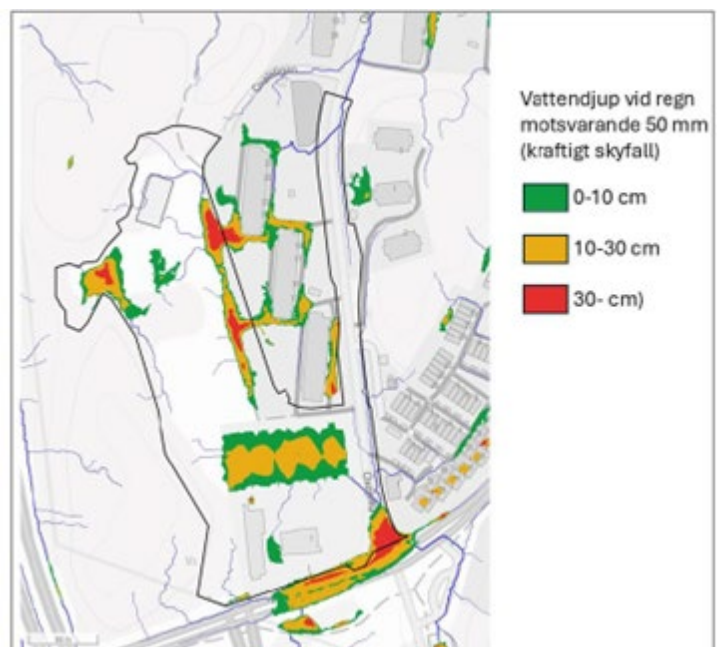 Vattendjup vid regn
motsvarande 50 mm
(kraftigt skyfall)
0-10 cm
10-30 cm
30- cm)